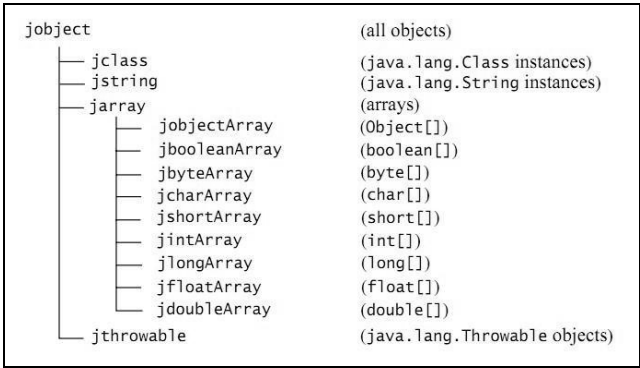 jobject (all objects)
jclass (java.lang.Class instances)
jstring (java.lang.String instances)
jarray (arrays)
jobjectArray (Object[])
jbooleanArray (boolean[])
jbyteArray (byte[])
jcharArray (char[])
jshortArray (short[])
jintArray (int[])
jlongArray (long[])
jfloatArray (float[])
jdoubleArray (double[])
jthrowable (java.lang.Throwable objects)